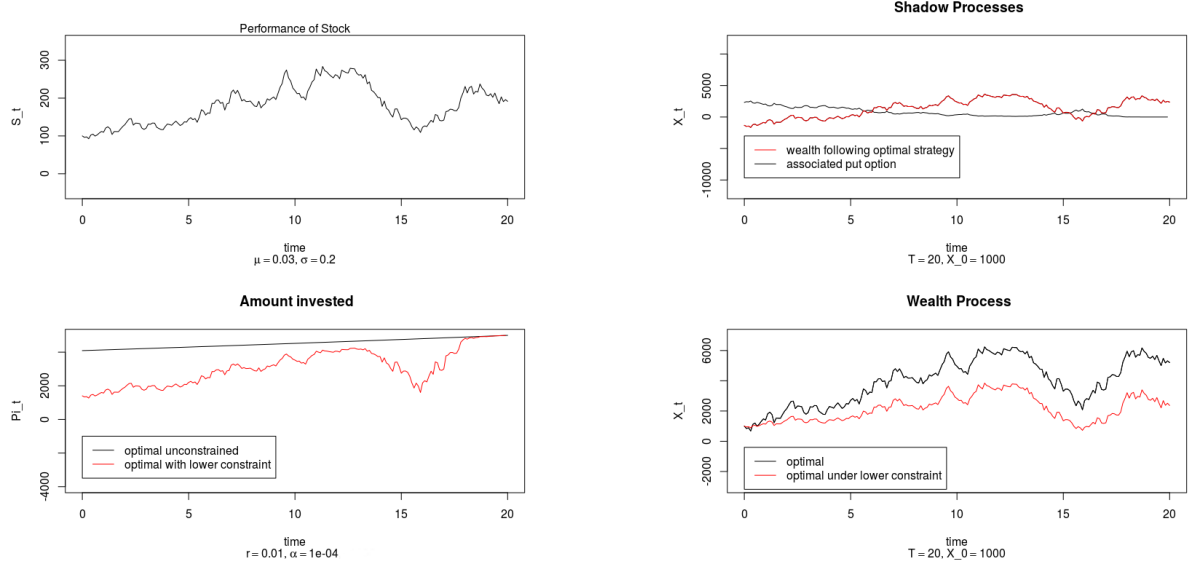 Performance of Stock
S_t
300
200
100
0
0 5 10 15 20
time
μ = 0.03, σ = 0.2
Shadow Processes
X_t
5000
0
-10000
wealth following optimal strategy
associated put option
0 5 10 15 20
time
T = 20, X_0 = 1000
Amount invested
Pi_t
2000
0
-4000
optimal unconstrained
optimal with lower constraint
0 5 10 15 20
time
r = 0.01, α = 1e-04
Wealth Process
X_t
6000
2000
0
-2000
optimal
optimal under lower constraint
0 5 10 15 20
time
T = 20, X_0 = 1000